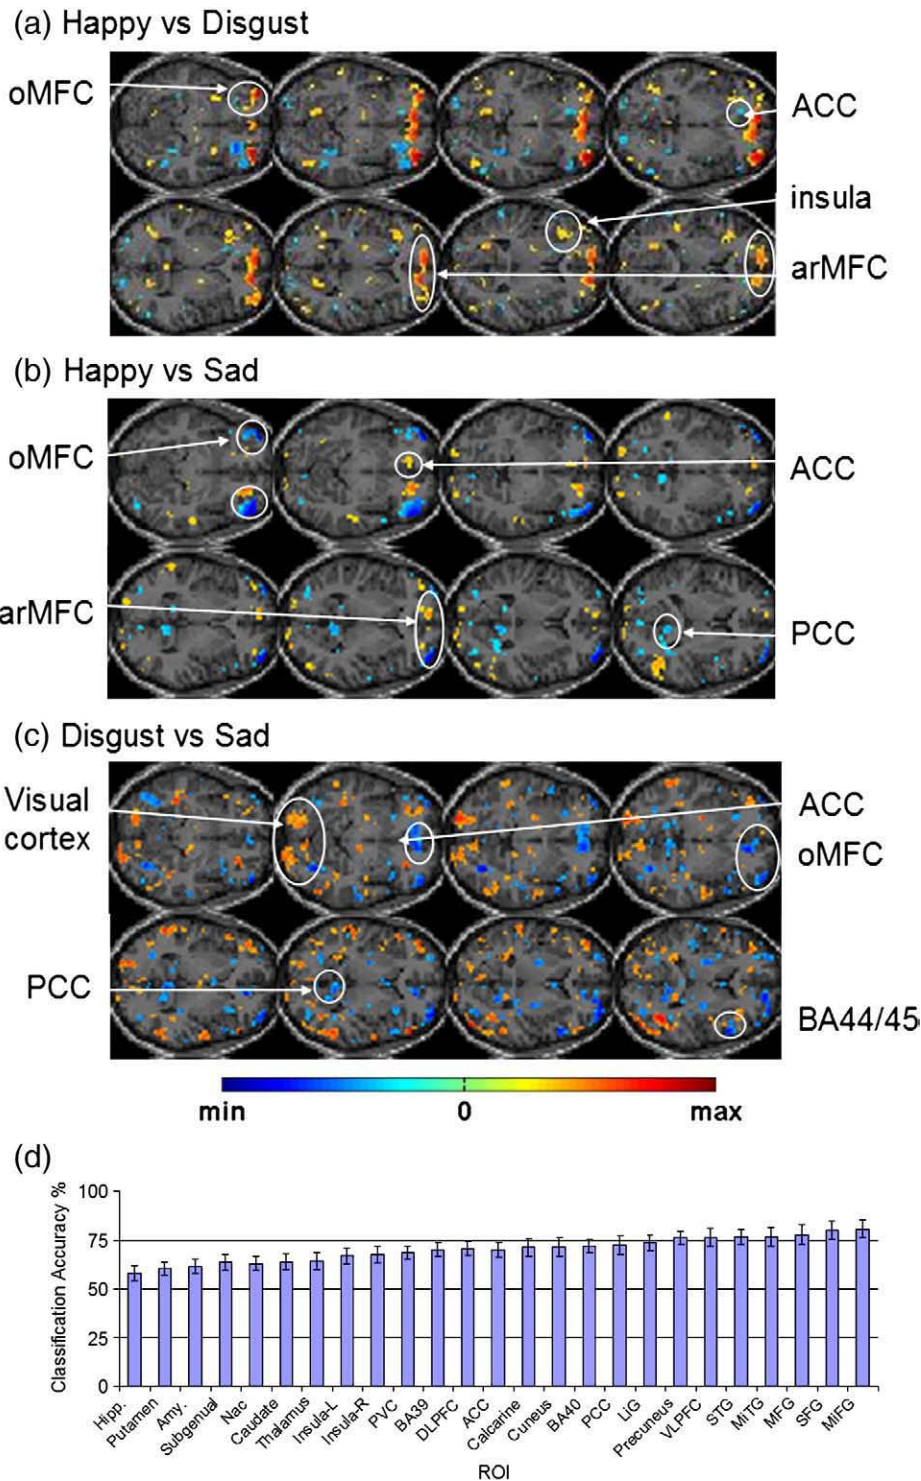 (a) Happy vs Disgust
oMFC
ACC
insula
arMFC
(b) Happy vs Sad
oMFC
ACC
arMFC
PCC
(c) Disgust vs Sad
Visual
cortex
ACC
oMFC
PCC
BA44/45
min 0 max
(d)
Classification Accuracy %
100
75
50
25
0
Hipp. Putamen Amy. Subgenual Nac Caudate Thalamus Insula-L Insula-R PVC BA39 DLPFC ACC Calcarine Cuneus BA40 PCC LiG Precuneus VLPFC STG MiTG MFG SFG MIFG
ROI